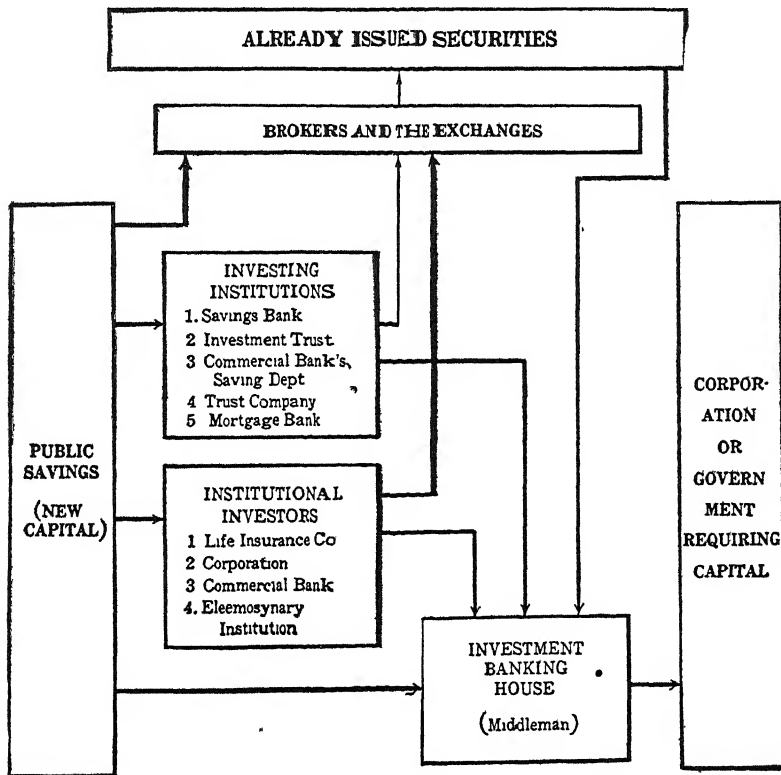 ALREADY ISSUED SECURITIES
BROKERS AND THE EXCHANGES
PUBLIC
SAVINGS
(NEW
CAPITAL)
INVESTING
INSTITUTIONS
1. Savings Bank
2 Investment Trust
3 Commercial Bank's
Saving Dept
4 Trust Company
5 Mortgage Bank
INSTITUTIONAL
INVESTORS
1 Life Insurance Co
2 Corporation
3 Commercial Bank
4. Eleemosynary
Institution
INVESTMENT
BANKING
HOUSE
(Middleman)
CORPOR-
ATION
OR
GOVERN
MENT
REQUIRING
CAPITAL